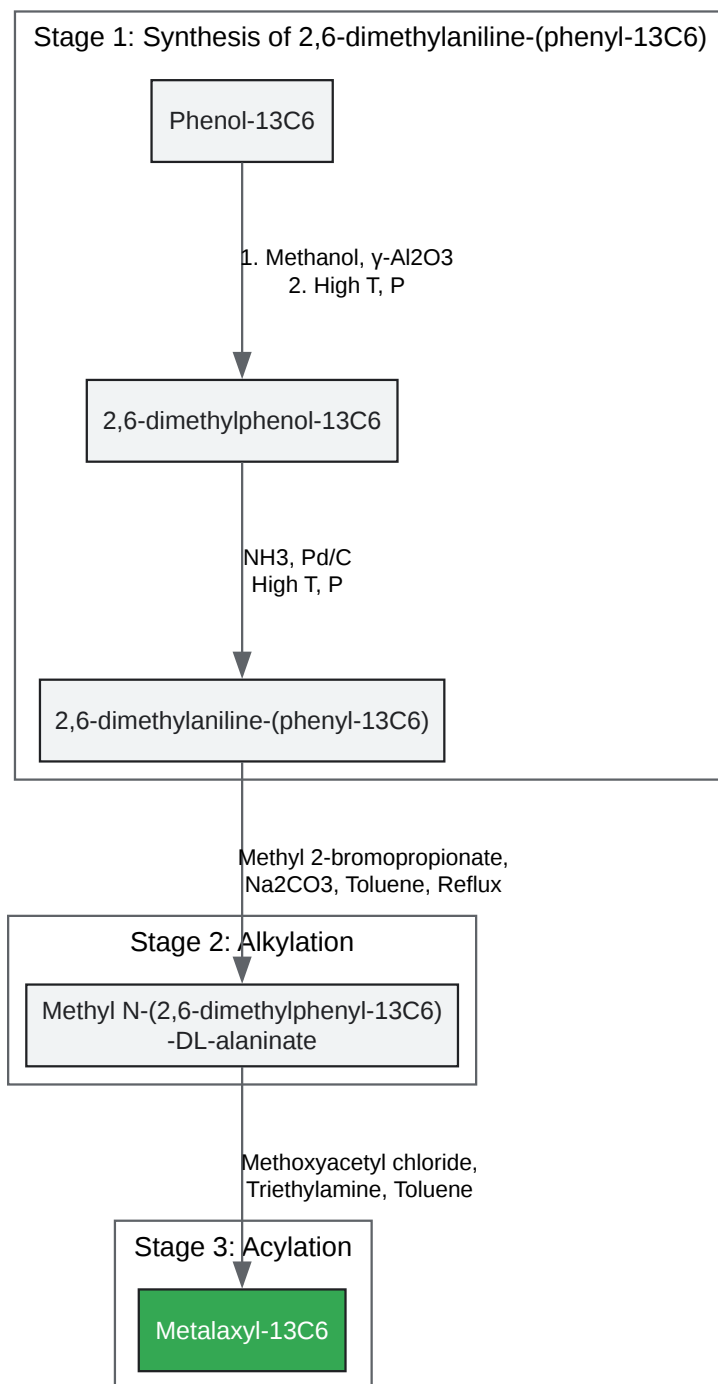 Stage 1: Synthesis of 2,6-dimethylaniline-(phenyl-13C6)
Phenol-13C6
1. Methanol, γ-Al2O3
2. High T, P
2,6-dimethylphenol-13C6
NH3, Pd/C
High T, P
2,6-dimethylaniline-(phenyl-13C6)
Methyl 2-bromopropionate,
Na2CO3, Toluene, Reflux
Stage 2: Alkylation
Methyl N-(2,6-dimethylphenyl-13C6)
-DL-alaninate
Methoxyacetyl chloride,
Triethylamine, Toluene
Stage 3: Acylation
Metalaxyl-13C6